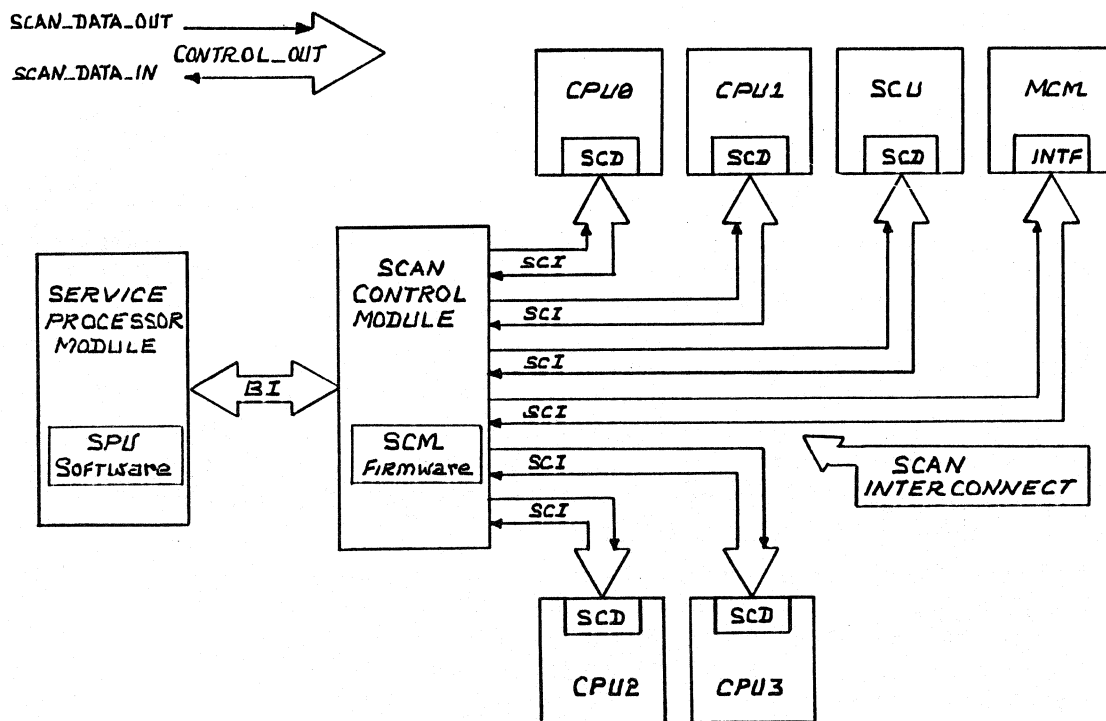 SCAN_DATA_OUT
CONTROL_OUT
SCAN_DATA_IN
CPU0
CPU1
SCU
MCM
SCD
SCD
SCD
INTF
SCI
SCI
SCI
SCI
SCI
SCI
SERVICE
PROCESSOR
MODULE
SCAN
CONTROL
MODULE
BI
SPU
Software
SCM
Firmware
SCAN
INTERCONNECT
SCD
SCD
CPU2
CPU3